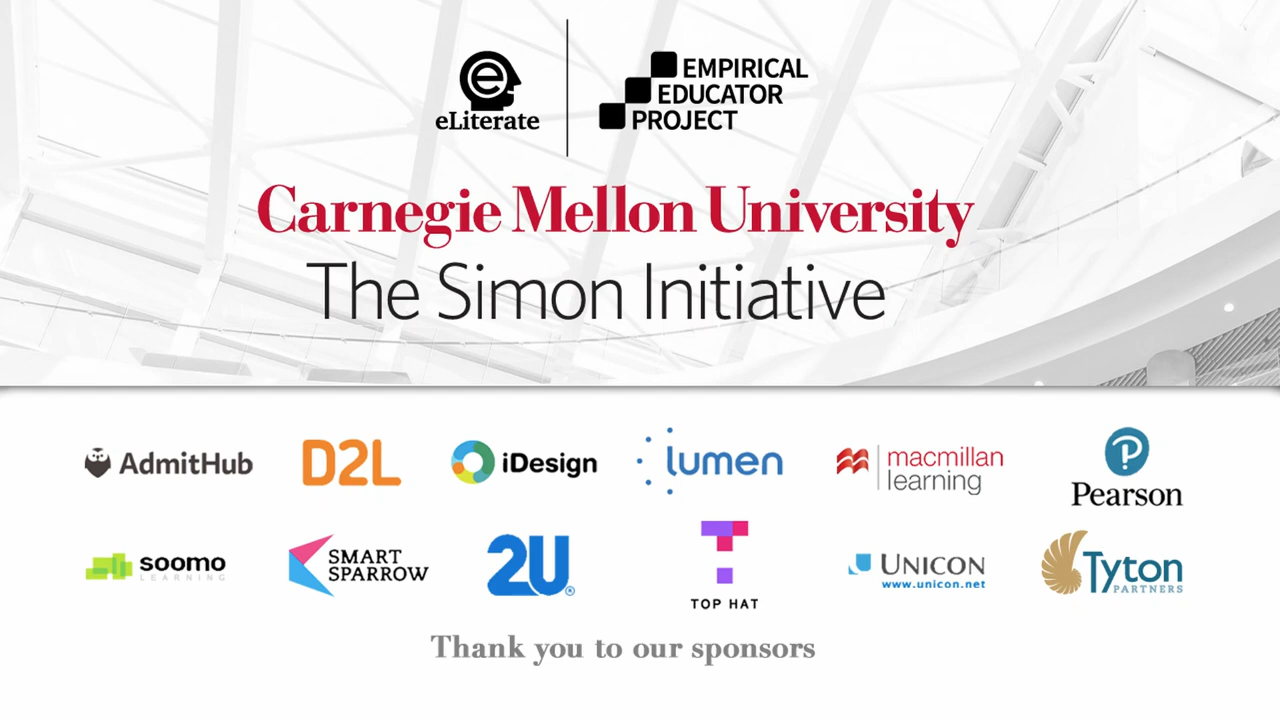 e
eLiterate
EMPIRICAL
EDUCATOR
PROJECT
Carnegie Mellon University
The Simon Initiative
AdmitHub
D2L
iDesign
lumen
macmillan
learning
P
Pearson
soomo
LEARNING
SMART
SPARROW
2U®
TOP HAT
UNICON
www.unicon.net
Tyton
PARTNERS
Thank you to our sponsors